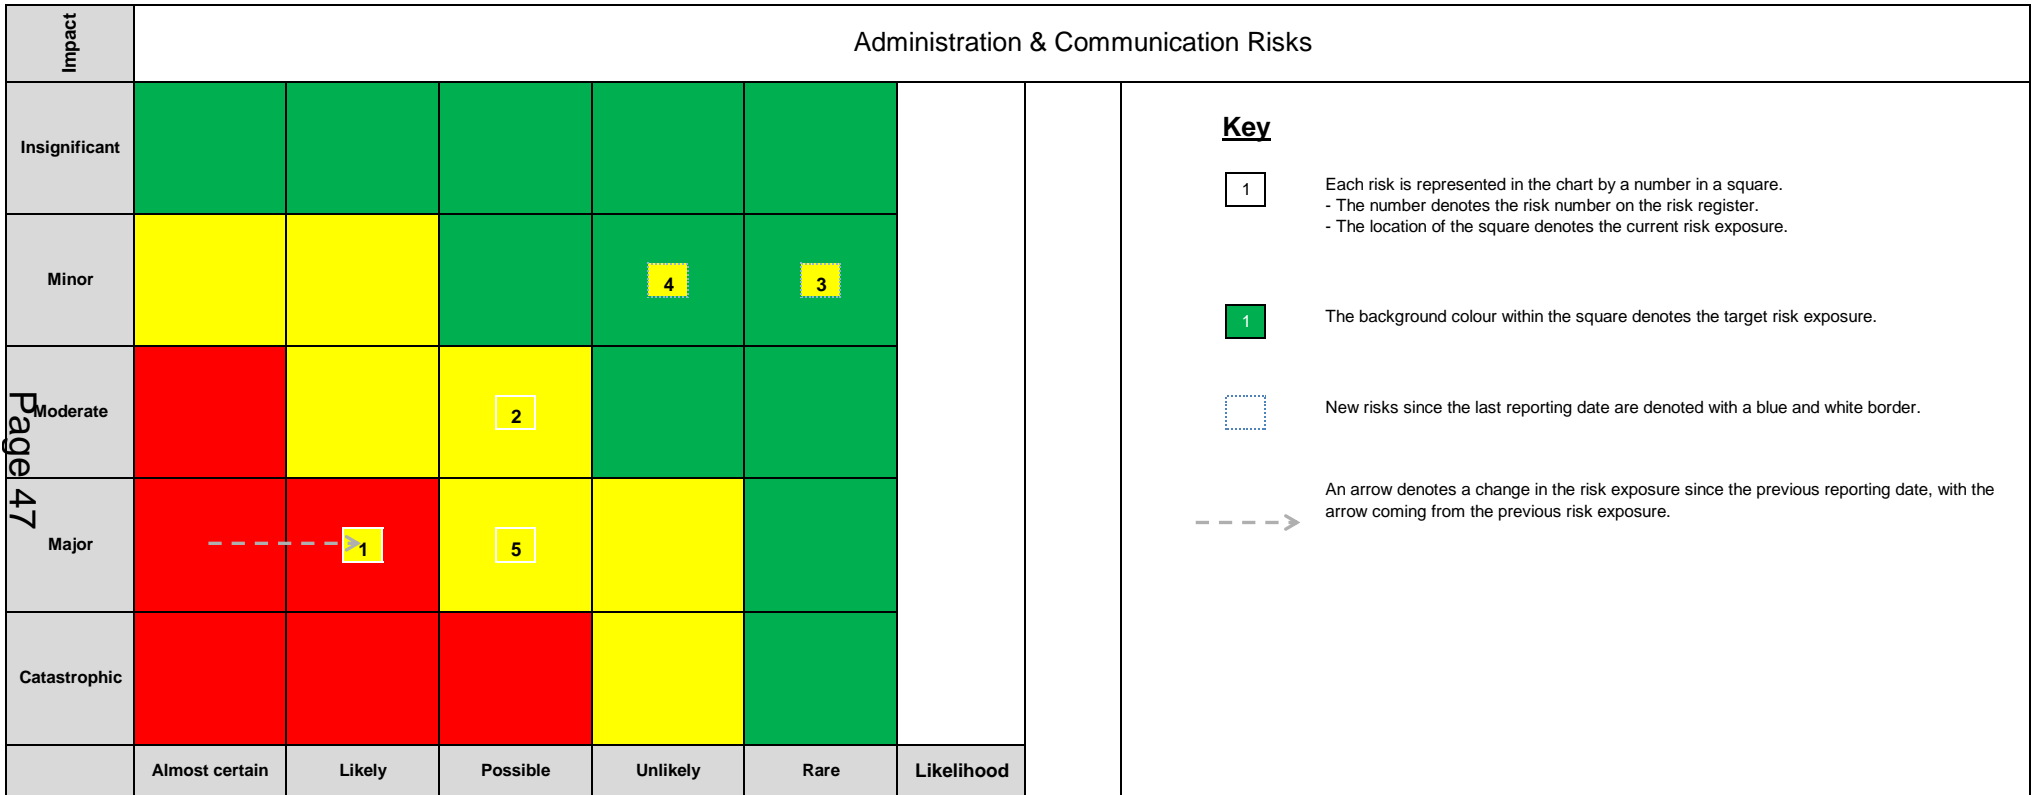 Impact
Administration & Communication Risks
Insignificant
Minor
4
3
Moderate
2
Major
1
5
Catastrophic
Almost certain
Likely
Possible
Unlikely
Rare
Likelihood
Key
1
Each risk is represented in the chart by a number in a square.
- The number denotes the risk number on the risk register.
- The location of the square denotes the current risk exposure.
1
The background colour within the square denotes the target risk exposure.
New risks since the last reporting date are denoted with a blue and white border.
An arrow denotes a change in the risk exposure since the previous reporting date, with the
arrow coming from the previous risk exposure.
Page 47